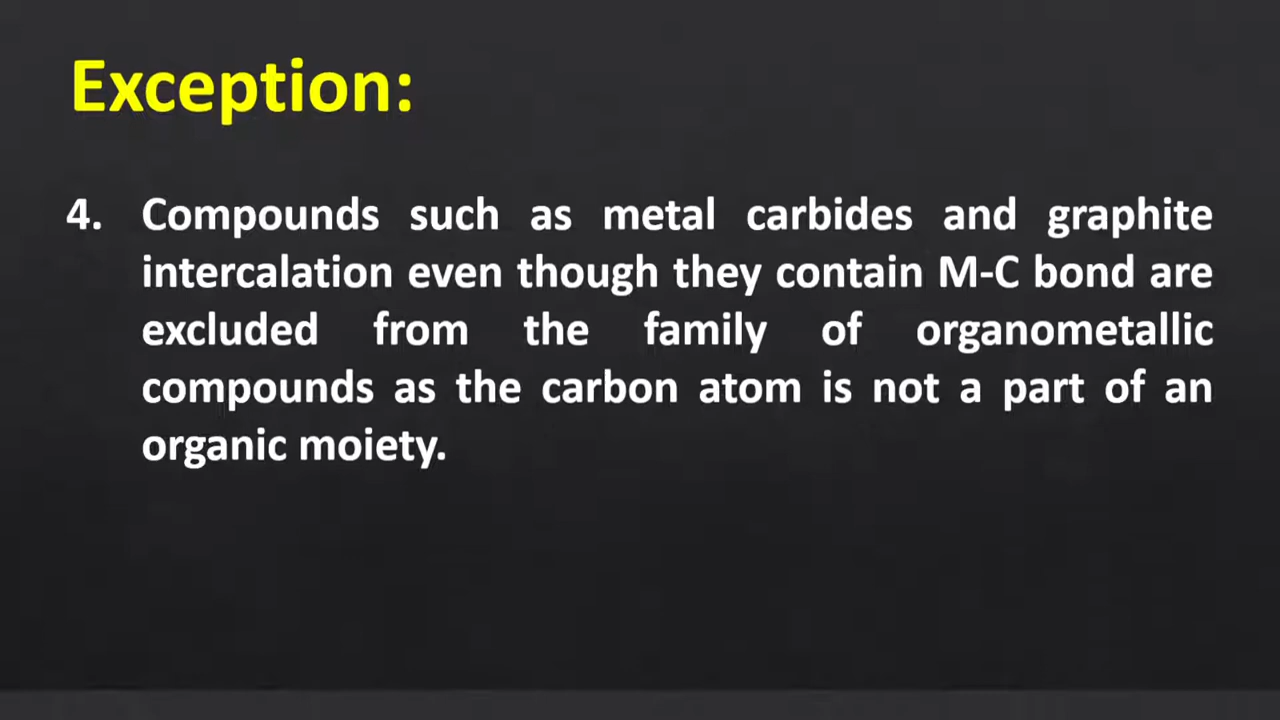 Exception:
4. Compounds such as metal carbides and graphite
intercalation even though they contain M-C bond are
excluded from the family of organometallic
compounds as the carbon atom is not a part of an
organic moiety.